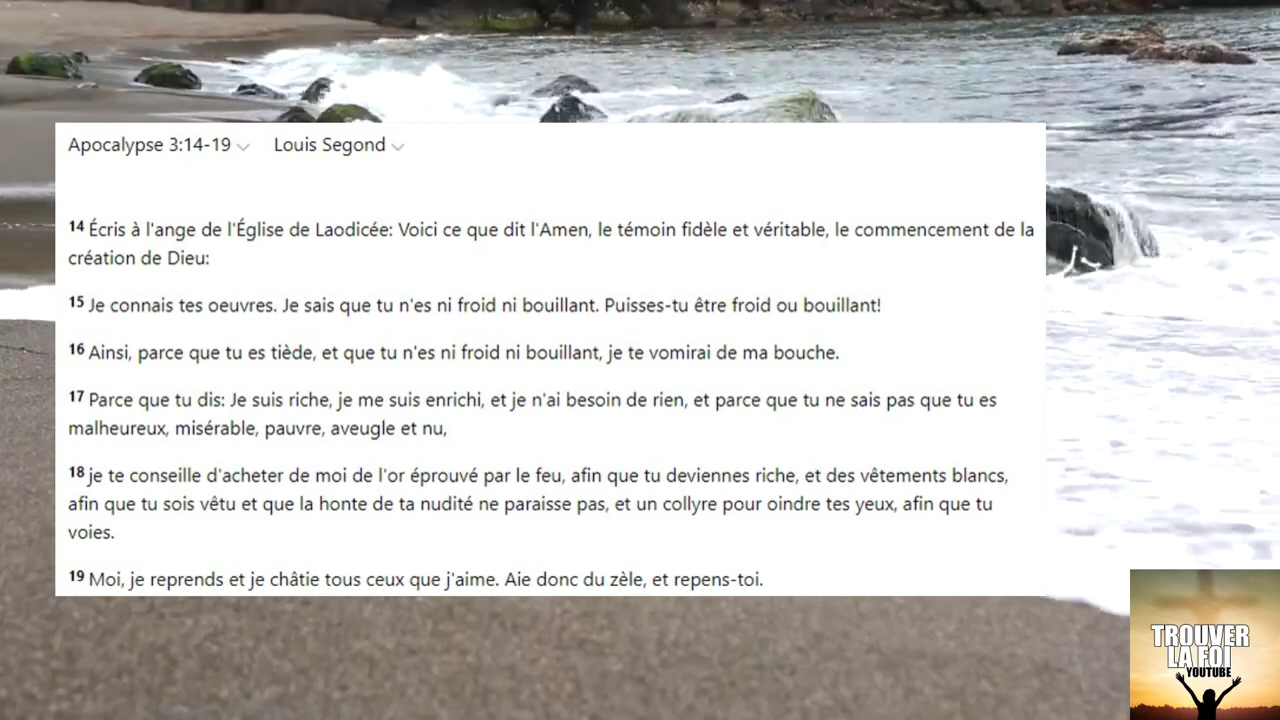 Apocalypse 3:14-19 Louis Segond
14 Écris à l'ange de l'Église de Laodicée: Voici ce que dit l'Amen, le témoin fidèle et véritable, le commencement de la
création de Dieu:
15 Je connais tes oeuvres. Je sais que tu n'es ni froid ni bouillant. Puisses-tu être froid ou bouillant!
16 Ainsi, parce que tu es tiède, et que tu n'es ni froid ni bouillant, je te vomirai de ma bouche.
17 Parce que tu dis: Je suis riche, je me suis enrichi, et je n'ai besoin de rien, et parce que tu ne sais pas que tu es
malheureux, misérable, pauvre, aveugle et nu,
18 je te conseille d'acheter de moi de l'or éprouvé par le feu, afin que tu deviennes riche, et des vêtements blancs,
afin que tu sois vêtu et que la honte de ta nudité ne paraisse pas, et un collyre pour oindre tes yeux, afin que tu
voies.
19 Moi, je reprends et je châtie tous ceux que j'aime. Aie donc du zèle, et repens-toi.
TROUVER
LA FOI
YOUTUBE